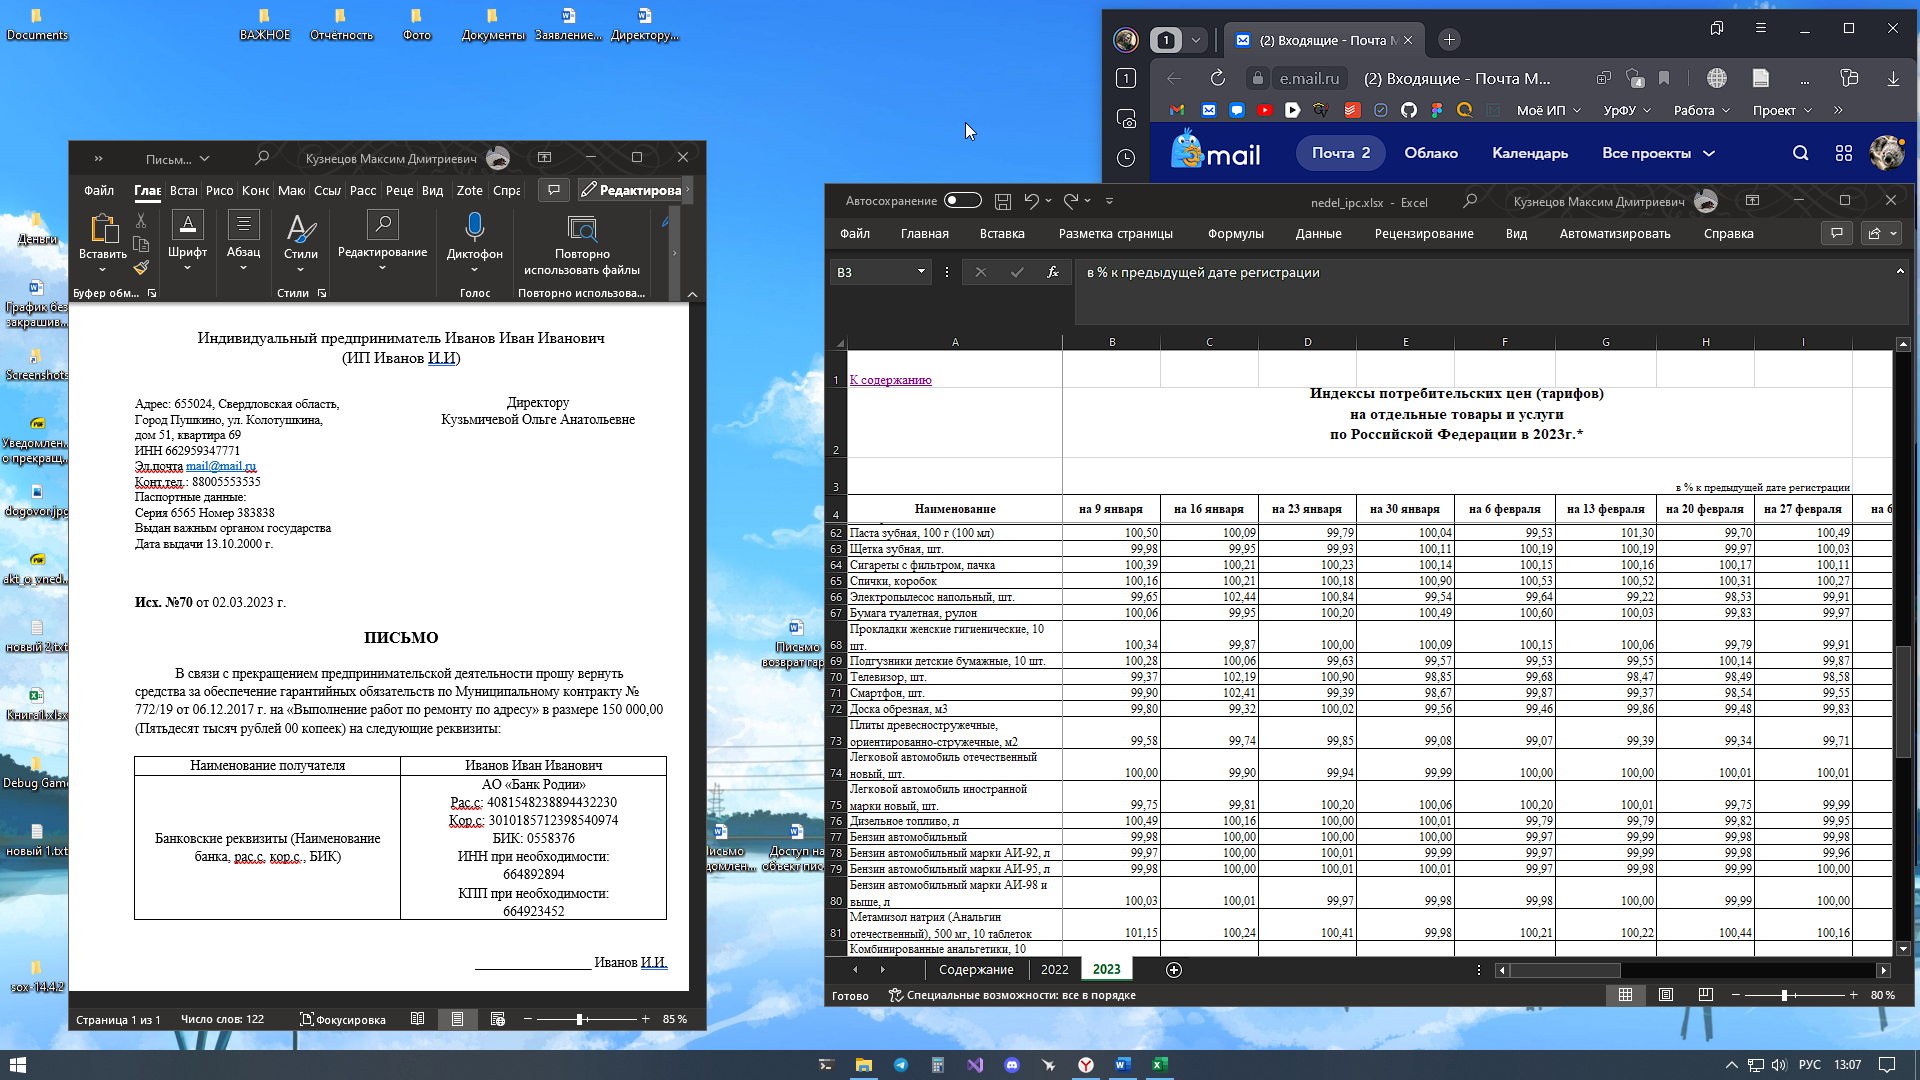 Documents
ВАЖНОЕ
Отчётность
Фото
Документы
Заявление...
Директору...
Деньги
График без
закрашив...
Screenshots
Уведомлен...
о прекращ...
dogovor.jpg
akt_o_vned...
новый 2.txt
Книга1.xlsx
Debug Game
новый 1.txt
sox-14.4.2
Письмо
возврат гар
Доступ на
объект пис
Письм...
Кузнецов Максим Дмитриевич
Файл
Глав
Встав
Рисо
Конс
Мак
Ссыл
Расс
Реце
Вид
Zote
Спра
Редактирова
Вставить
Шрифт
Абзац
Стили
Редактирование
Диктофон
Повторно
использовать файлы
Буфер обм...
Стили
Голос
Повторно использова...
Индивидуальный предприниматель Иванов Иван Иванович
(ИП Иванов И.И)
Адрес: 655024, Свердловская область,
Город Пушкино, ул. Колотушкина,
дом 51, квартира 69
ИНН 662959347771
Эл.почта mail@mail.ru
Конт.тел.: 88005553535
Паспортные данные:
Серия 6565 Номер 383838
Выдан важным органом государства
Дата выдачи 13.10.2000 г.
Директору
Кузьмичевой Ольге Анатольевне
Исх. №70 от 02.03.2023 г.
ПИСЬМО
В связи с прекращением предпринимательской деятельности прошу вернуть
средства за обеспечение гарантийных обязательств по Муниципальному контракту №
772/19 от 06.12.2017 г. на «Выполнение работ по ремонту по адресу» в размере 150 000,00
(Пятьдесят тысяч рублей 00 копеек) на следующие реквизиты:
Наименование получателя
Иванов Иван Иванович
Банковские реквизиты (Наименование
банка, рас.с. кор.с., БИК)
АО «Банк Родии»
Рас.с: 4081548238894432230
Кор.с: 3010185712398540974
БИК: 0558376
ИНН при необходимости:
664892894
КПП при необходимости:
664923452
Иванов И.И.
Страница 1 из 1
Число слов: 122
Фокусировка
85 %
1
(2) Входящие - Почта М
1
e.mail.ru
(2) Входящие - Почта М...
4
Моё ИП
УрФУ
Работа
Проект
mail
Почта 2
Облако
Календарь
Все проекты
Автосохранение
nedel_ipc.xlsx - Excel
Кузнецов Максим Дмитриевич
Файл
Главная
Вставка
Разметка страницы
Формулы
Данные
Рецензирование
Вид
Автоматизировать
Справка
B3
fx
в % к предыдущей дате регистрации
A B C D E F G H I
1 К содержанию
2
Индексы потребительских цен (тарифов)
на отдельные товары и услуги
по Российской Федерации в 2023г.*
3 в % к предыдущей дате регистрации
4 Наименование на 9 января на 16 января на 23 января на 30 января на 6 февраля на 13 февраля на 20 февраля на 27 февраля на 6
62 Паста зубная, 100 г (100 мл) 100,50 100,09 99,79 100,04 99,53 101,30 99,70 100,49
63 Щетка зубная, шт. 99,98 99,95 99,93 100,11 100,19 100,19 99,97 100,03
64 Сигареты с фильтром, пачка 100,39 100,21 100,23 100,14 100,15 100,16 100,17 100,11
65 Спички, коробок 100,16 100,21 100,18 100,90 100,53 100,52 100,31 100,27
66 Электропылесос напольный, шт. 99,65 102,44 100,84 99,54 99,64 99,22 98,53 99,91
67 Бумага туалетная, рулон 100,06 99,95 100,20 100,49 100,60 100,03 99,83 99,97
Прокладки женские гигиенические, 10
68 шт. 100,34 99,87 100,00 100,09 100,15 100,06 99,79 99,91
69 Подгузники детские бумажные, 10 шт. 100,28 100,06 99,63 99,57 99,53 99,55 100,14 99,87
70 Телевизор, шт. 99,37 102,19 100,90 98,85 99,68 98,47 98,49 98,58
71 Смартфон, шт. 99,90 102,41 99,39 98,67 99,87 99,37 98,54 99,55
72 Доска обрезная, м3 99,80 99,32 100,02 99,56 99,46 99,86 99,48 99,83
Плиты древесностружечные,
73 ориентированно-стружечные, м2 99,58 99,74 99,85 99,08 99,07 99,39 99,34 99,71
Легковой автомобиль отечественный
74 новый, шт. 100,00 99,90 99,94 99,99 100,00 100,00 100,01 100,01
Легковой автомобиль иностранной
75 марки новый, шт. 99,75 99,81 100,20 100,06 100,20 100,01 99,75 99,99
76 Дизельное топливо, л 100,49 100,16 100,00 100,01 99,79 99,79 99,82 99,95
77 Бензин автомобильный 99,98 100,00 100,00 100,00 99,97 99,99 99,98 99,98
78 Бензин автомобильный марки АИ-92, л 99,97 100,00 100,01 99,99 99,97 99,99 99,98 99,96
79 Бензин автомобильный марки АИ-95, л 99,98 100,00 100,01 100,01 99,97 99,98 99,99 100,00
Бензин автомобильный марки АИ-98 и
80 выше, л 100,03 100,01 99,97 99,98 99,98 100,00 99,99 100,00
Метамизол натрия (Анальгин
81 отечественный), 500 мг, 10 таблеток 101,15 100,24 100,41 99,98 100,21 100,22 100,44 100,16
Комбинированные анальгетики, 10
Содержание
2022
2023
Готово
Специальные возможности: все в порядке
80 %
РУС
13:07